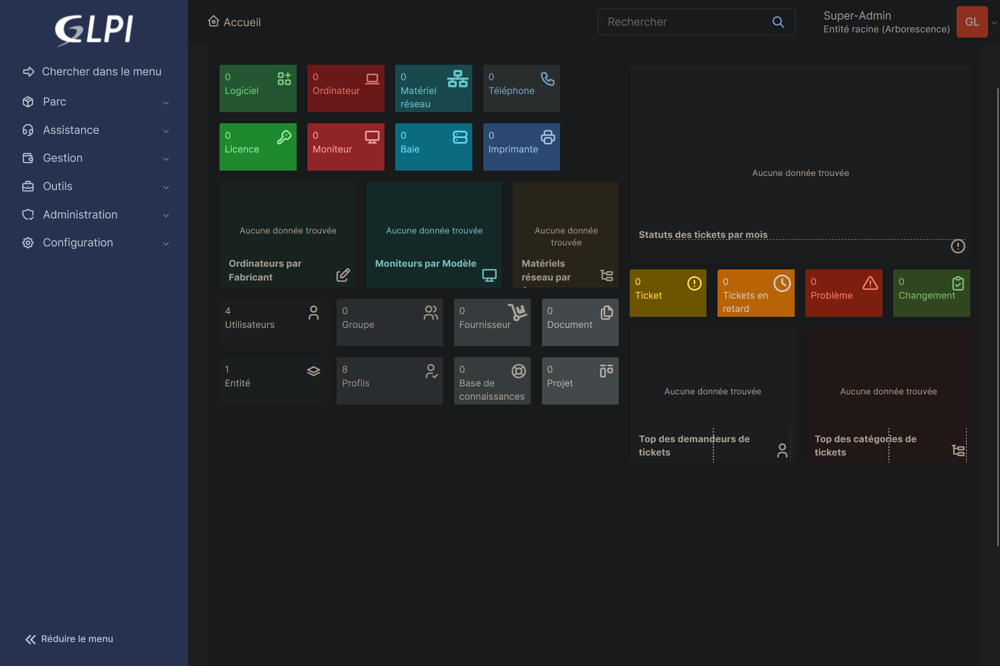 GLPI
Chercher dans le menu
Parc
Assistance
Gestion
Outils
Administration
Configuration
Réduire le menu
Accueil
Rechercher
Super-Admin
Entité racine (Arborescence)
GL
0
Logiciel
0
Ordinateur
0
Matériel
réseau
0
Téléphone
0
Licence
0
Moniteur
0
Baie
0
Imprimante
Aucune donnée trouvée
Ordinateurs par
Fabricant
Aucune donnée trouvée
Moniteurs par Modèle
Aucune donnée
trouvée
Matériels
réseau par
4
Utilisateurs
0
Groupe
0
Fournisseur
0
Document
1
Entité
8
Profils
0
Base de
connaissances
0
Projet
Aucune donnée trouvée
Statuts des tickets par mois
0
Ticket
0
Tickets en
retard
0
Problème
0
Changement
Aucune donnée trouvée
Top des demandeurs de
tickets
Aucune donnée trouvée
Top des catégories de
tickets